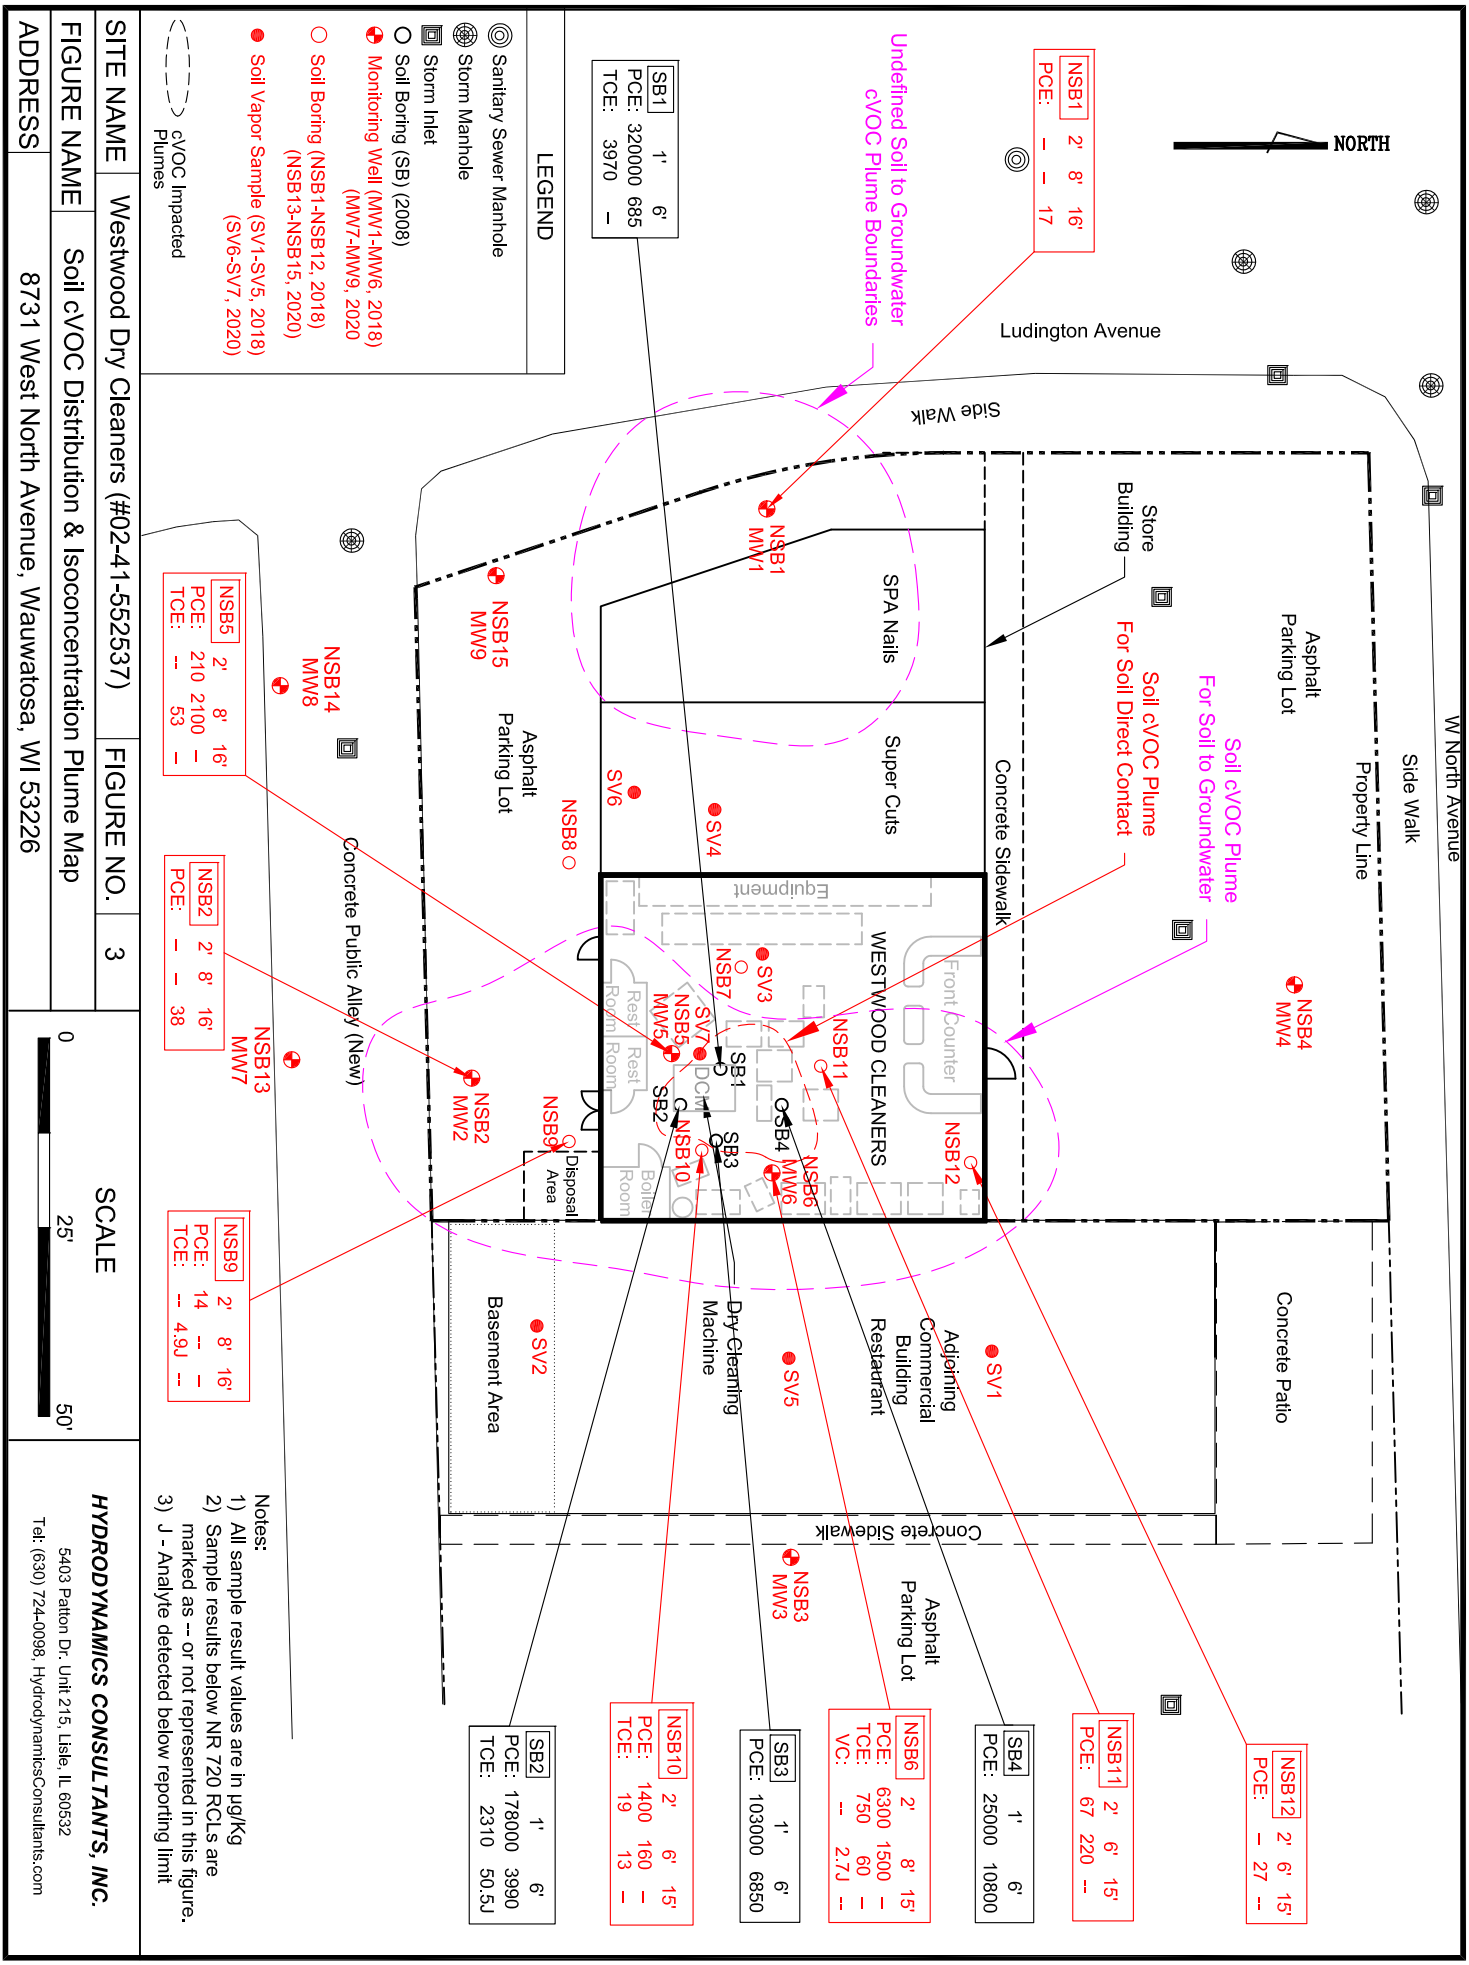 NORTH
W North Avenue
Side Walk
Property Line
Ludington Avenue
Side Walk
Undefined Soil to Groundwater
cVOC Plume Boundaries
NSB1 2' 8' 16'
PCE: - - 17
SB1 1' 6'
PCE: 320000 685
TCE: 3970 -
LEGEND
Sanitary Sewer Manhole
Storm Manhole
Storm Inlet
Soil Boring (SB) (2008)
Monitoring Well (MW1-MW6, 2018)
(MW7-MW9, 2020
Soil Boring (NSB1-NSB12, 2018)
(NSB13-NSB15, 2020)
Soil Vapor Sample (SV1-SV5, 2018)
(SV6-SV7, 2020)
cVOC Impacted
Plumes
Asphalt
Parking Lot
Store
Building
Soil cVOC Plume
For Soil to Groundwater
Soil cVOC Plume
For Soil Direct Contact
Concrete Sidewalk
NSB4
MW4
SPA Nails
Super Cuts
NSB1
MW1
NSB15
MW9
NSB14
MW8
Asphalt
Parking Lot
SV6
SV4
NSB8
Concrete Public Alley (New)
WESTWOOD CLEANERS
Front Counter
Equipment
Rest
Room
Rest
Room
Boiler
Room
DCM
SV3
NSB7
SV7
NSB5
MW5
NSB11
SB1
SB2
SB3
SB4
NSB10
NSB6
MW6
NSB12
NSB9
Disposal
Area
NSB2
MW2
NSB13
MW7
Dry Cleaning
Machine
Adjoining
Commercial
Building
Restaurant
Basement Area
SV2
SV5
SV1
Concrete Patio
Concrete Sidewalk
NSB3
MW3
Asphalt
Parking Lot
NSB5 2' 8' 16'
PCE: 210 2100 -
TCE: -- 53 -
NSB2 2' 8' 16'
PCE: - - 38
NSB9 2' 8' 16'
PCE: 14 -- -
TCE: -- 4.9J --
NSB12 2' 6' 15'
PCE: - 27 --
NSB11 2' 6' 15'
PCE: 67 220 --
SB4 1' 6'
PCE: 25000 10800
NSB6 2' 8' 15'
PCE: 6300 1500 -
TCE: 750 60 -
VC: -- 2.7J --
SB3 1' 6'
PCE: 103000 6850
NSB10 2' 6' 15'
PCE: 1400 160 -
TCE: 19 13 -
SB2 1' 6'
PCE: 178000 3990
TCE: 2310 50.5J
Notes:
1) All sample result values are in µg/Kg
2) Sample results below NR 720 RCLs are
marked as -- or not represented in this figure.
3) J - Analyte detected below reporting limit
SITE NAME Westwood Dry Cleaners (#02-41-552537)
FIGURE NO. 3
FIGURE NAME Soil cVOC Distribution & Isoconcentration Plume Map
ADDRESS 8731 West North Avenue, Wauwatosa, WI 53226
SCALE
0 25' 50'
HYDRODYNAMICS CONSULTANTS, INC.
5403 Patton Dr. Unit 215, Lisle, IL 60532
Tel: (630) 724-0098, HydrodynamicsConsultants.com